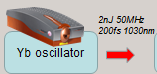 2nJ 50MHz
200fs 1030nm
Yb oscillator